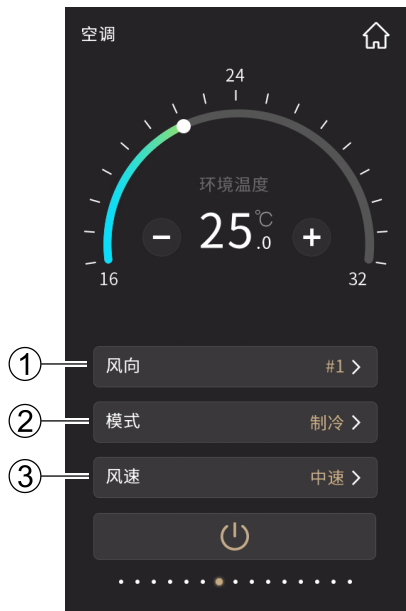 空调
24
环境温度
25.0℃
16
32
① 风向 #1
② 模式 制冷
③ 风速 中速